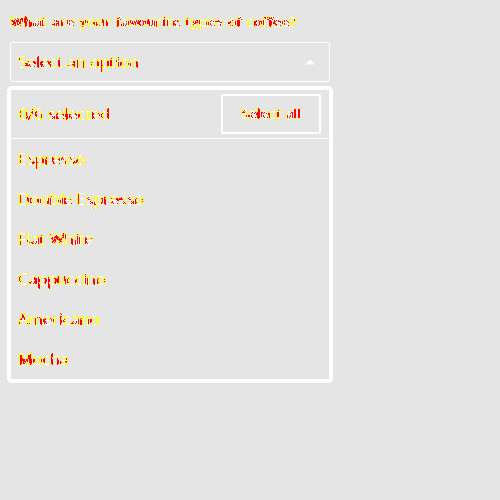 What are your favourite types of coffee?
Select an option
0/6 selected
Select all
Espresso
Double Espresso
Flat White
Cappuccino
Americano
Mocha